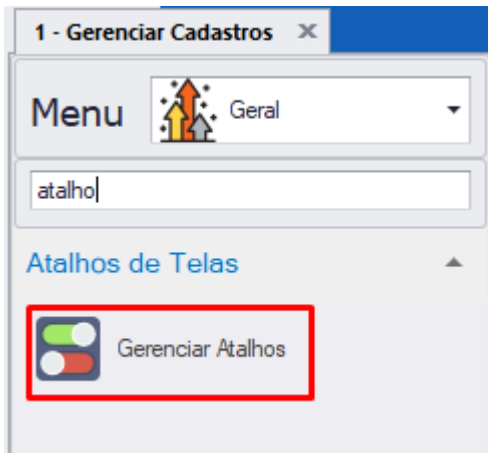 1 - Gerenciar Cadastros
Menu
Geral
atalho
Atalhos de Telas
Gerenciar Atalhos